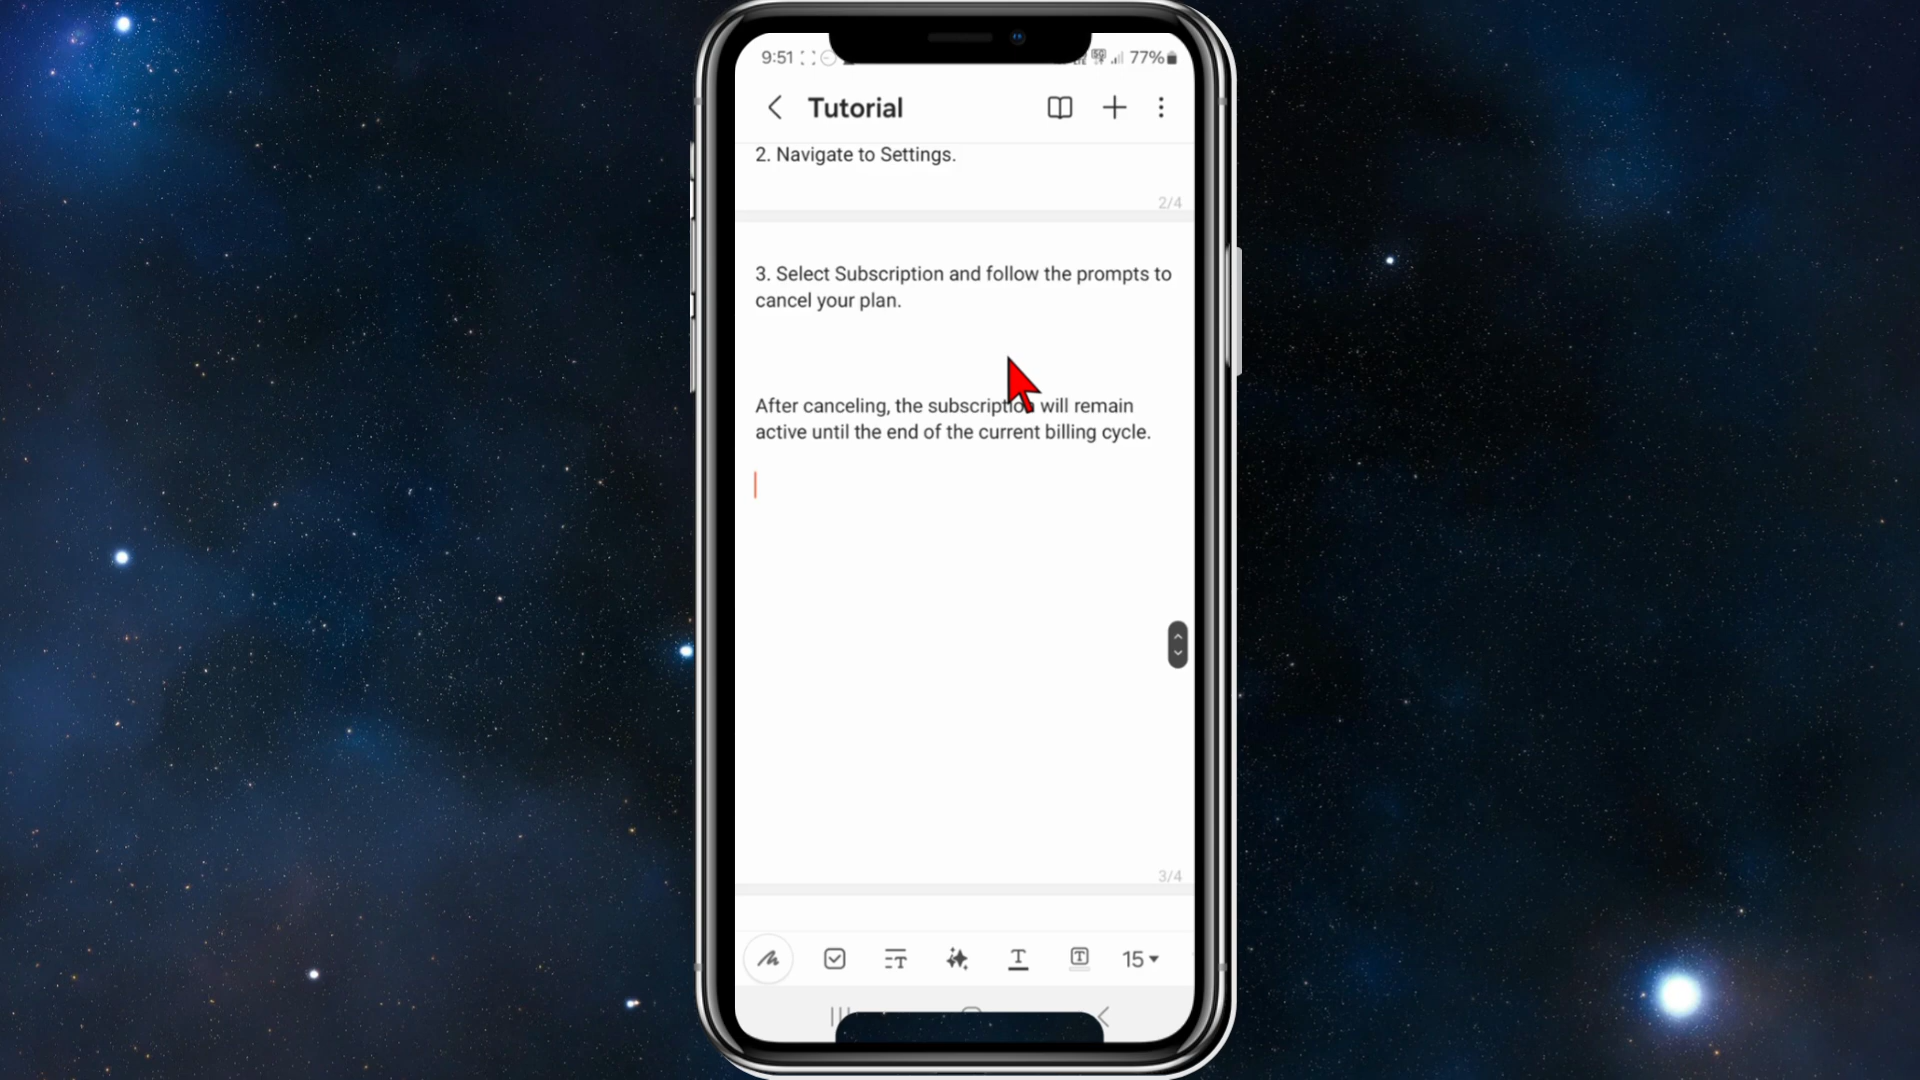 9:51
77%
Tutorial
2. Navigate to Settings.
2/4
3. Select Subscription and follow the prompts to
cancel your plan.
After canceling, the subscription will remain
active until the end of the current billing cycle.
3/4
15